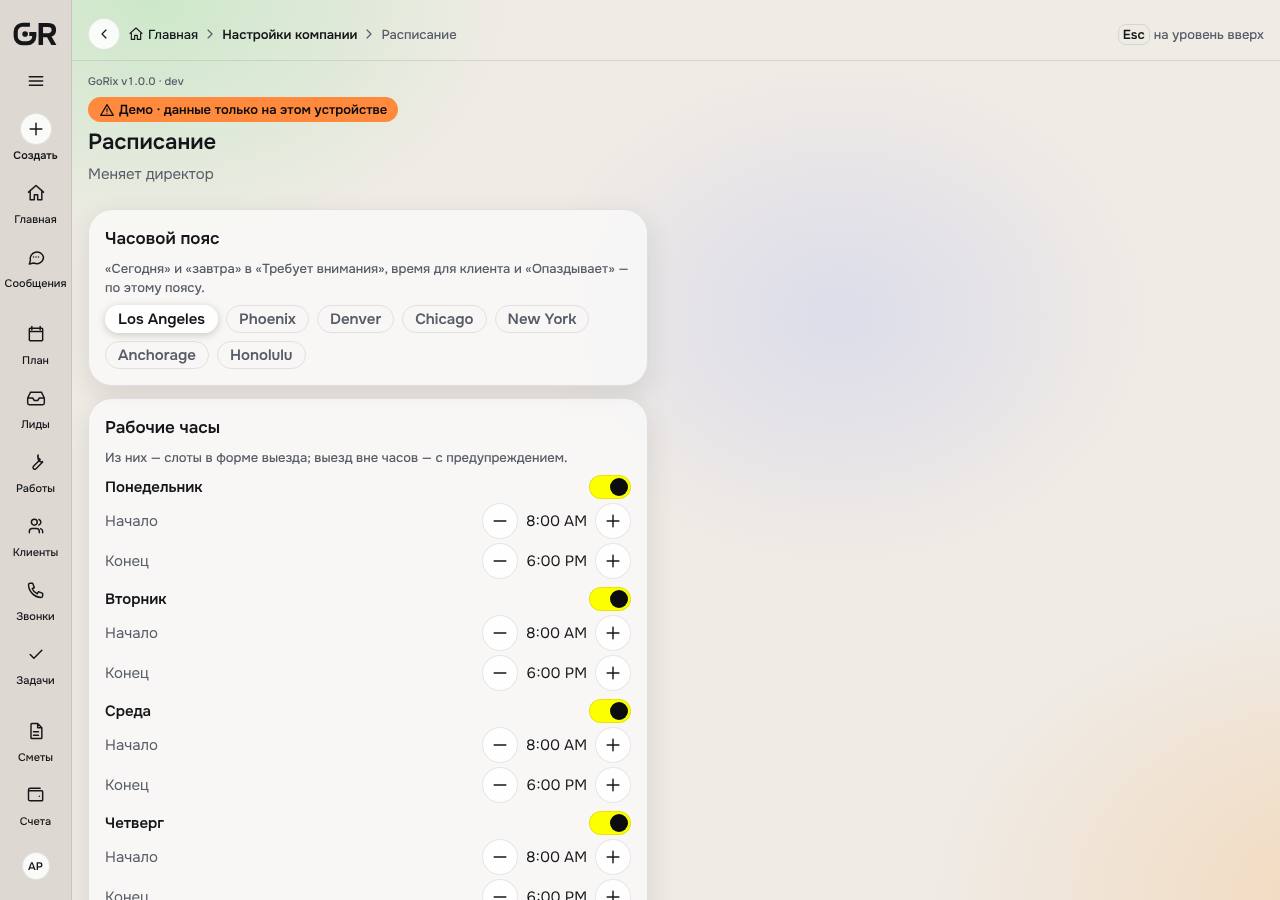 GR
Создать
Главная
Сообщения
План
Лиды
Работы
Клиенты
Звонки
Задачи
Сметы
Счета
AP
Главная > Настройки компании > Расписание
Esc на уровень вверх
GoRix v1.0.0 · dev
Демо · данные только на этом устройстве
Расписание
Меняет директор
Часовой пояс
«Сегодня» и «завтра» в «Требует внимания», время для клиента и «Опаздывает» —
по этому поясу.
Los Angeles Phoenix Denver Chicago New York
Anchorage Honolulu
Рабочие часы
Из них — слоты в форме выезда; выезд вне часов — с предупреждением.
Понедельник
Начало − 8:00 AM +
Конец − 6:00 PM +
Вторник
Начало − 8:00 AM +
Конец − 6:00 PM +
Среда
Начало − 8:00 AM +
Конец − 6:00 PM +
Четверг
Начало − 8:00 AM +
Конец − 6:00 PM +